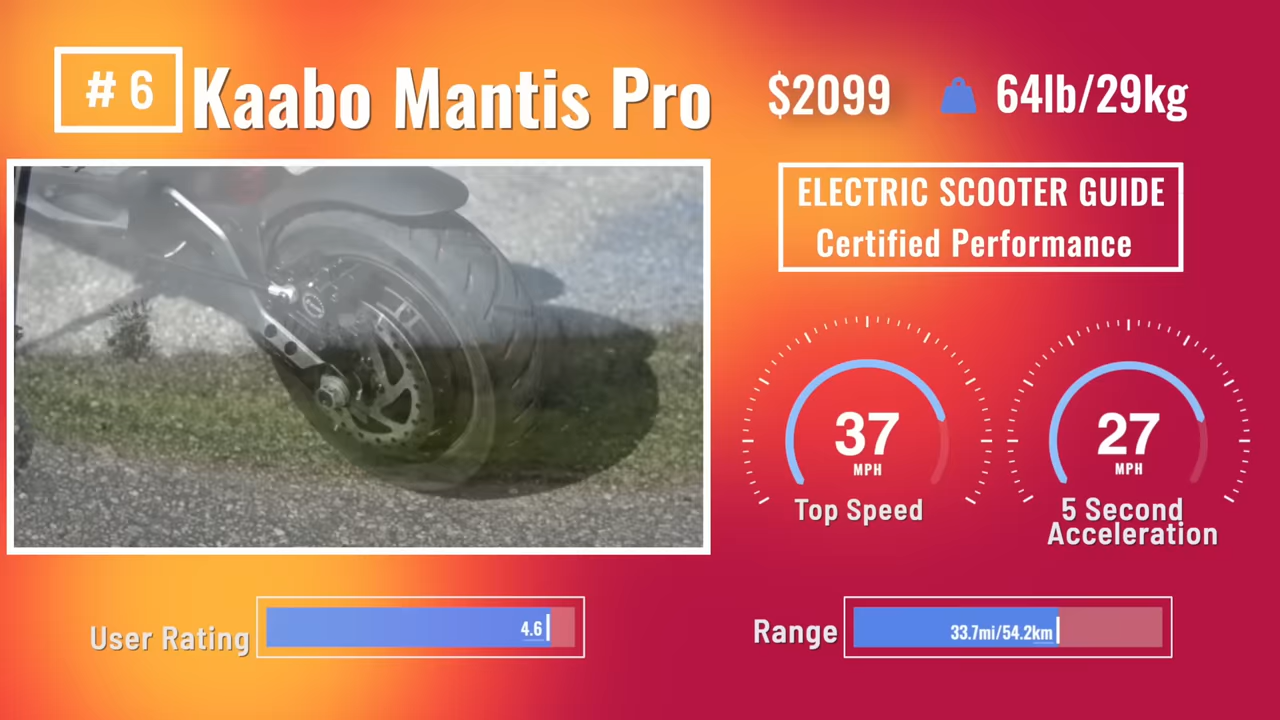 # 6
Kaabo Mantis Pro
$2099
64lb/29kg
ELECTRIC SCOOTER GUIDE
Certified Performance
37
MPH
Top Speed
27
MPH
5 Second
Acceleration
User Rating
4.6
Range
33.7mi/54.2km